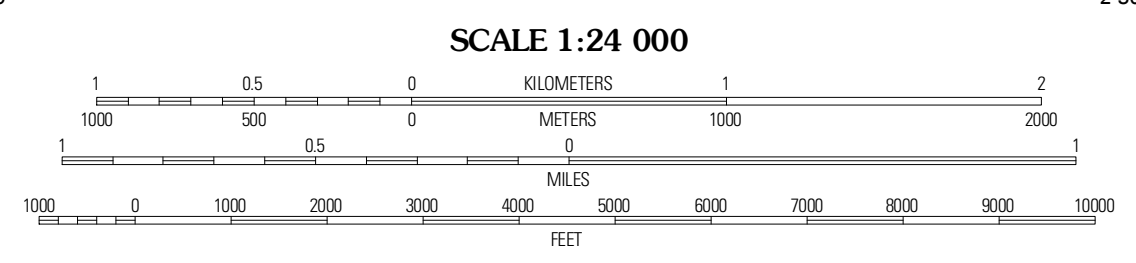 SCALE 1:24 000
1 0.5 0 KILOMETERS 1 2
1000 500 0 METERS 1000 2000
1 0.5 0 1
MILES
1000 0 1000 2000 3000 4000 5000 6000 7000 8000 9000 10000
FEET